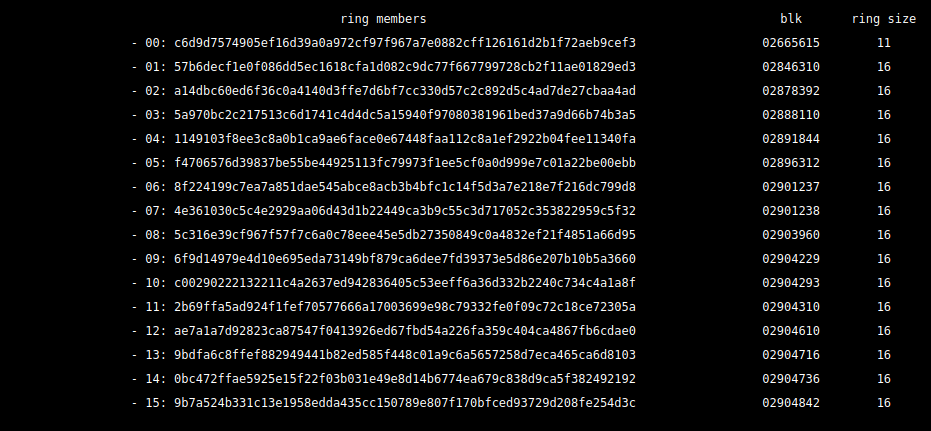 ring members blk ring size
- 00: c6d9d7574905ef16d39a0a972cf97f967a7e0882cff126161d2b1f72aeb9cef3 02665615 11
- 01: 57b6decf1e0f086dd5ec1618cfa1d082c9dc77f667799728cb2f11ae01829ed3 02846310 16
- 02: a14dbc60ed6f36c0a4140d3ffe7d6bf7cc330d57c2c892d5c4ad7de27cbaa4ad 02878392 16
- 03: 5a970bc2c217513c6d1741c4d4dc5a15940f97080381961bed37a9d66b74b3a5 02888110 16
- 04: 1149103f8ee3c8a0b1ca9ae6face0e67448faa112c8a1ef2922b04fee11340fa 02891844 16
- 05: f4706576d39837be55be44925113fc79973f1ee5cf0a0d999e7c01a22be00ebb 02896312 16
- 06: 8f224199c7ea7a851dae545abce8acb3b4bfc1c14f5d3a7e218e7f216dc799d8 02901237 16
- 07: 4e361030c5c4e2929aa06d43d1b22449ca3b9c55c3d717052c353822959c5f32 02901238 16
- 08: 5c316e39cf967f57f7c6a0c78eee45e5db27350849c0a4832ef21f4851a66d95 02903960 16
- 09: 6f9d14979e4d10e695eda73149bf879ca6dee7fd39373e5d86e207b10b5a3660 02904229 16
- 10: c00290222132211c4a2637ed942836405c53eeff6a36d332b2240c734c4a1a8f 02904293 16
- 11: 2b69ffa5ad924f1fef70577666a17003699e98c79332fe0f09c72c18ce72305a 02904310 16
- 12: ae7a1a7d92823ca87547f0413926ed67fbd54a226fa359c404ca4867fb6cdae0 02904610 16
- 13: 9bdfa6c8ffef882949441b82ed585f448c01a9c6a5657258d7eca465ca6d8103 02904716 16
- 14: 0bc472ffae5925e15f22f03b031e49e8d14b6774ea679c838d9ca5f382492192 02904736 16
- 15: 9b7a524b331c13e1958edda435cc150789e807f170bfced93729d208fe254d3c 02904842 16